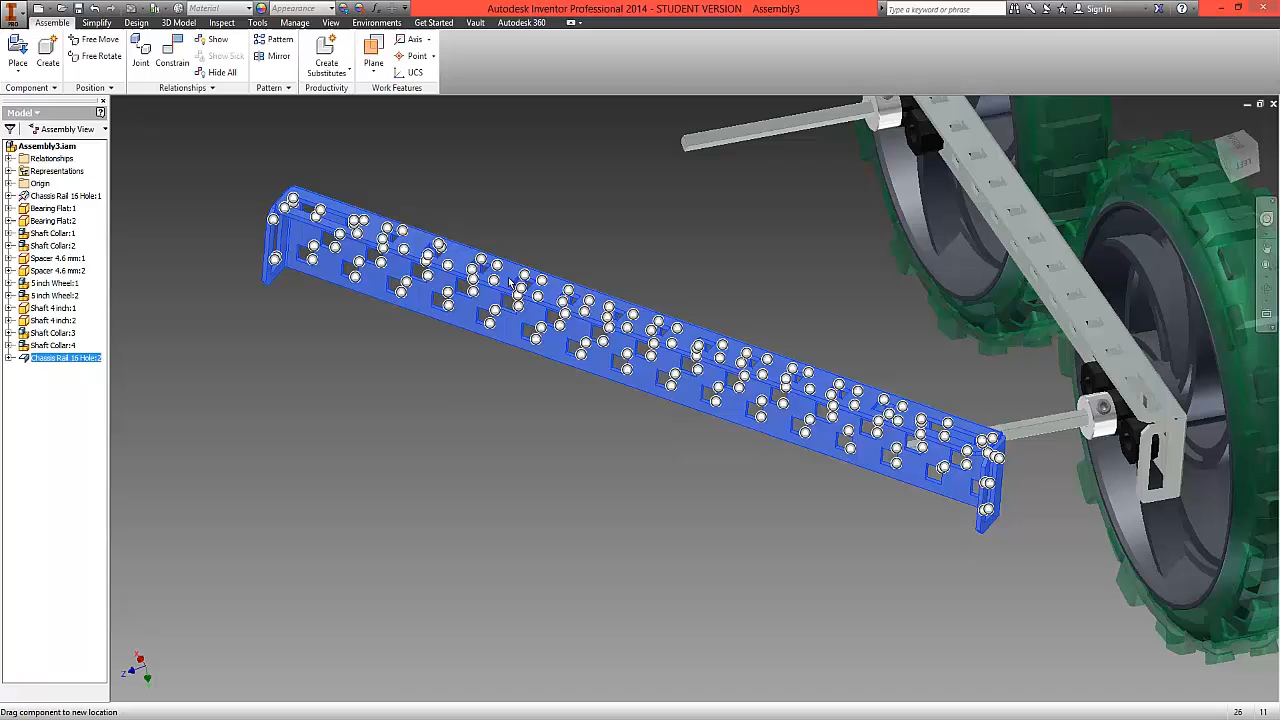 Material
Appearance
Autodesk Inventor Professional 2014 - STUDENT VERSION Assembly3
Type a keyword or phrase
Sign In
PRO
Assemble Simplify Design 3D Model Inspect Tools Manage Environments View Get Started Vault Autodesk 360
Place
Create
Free Move
Free Rotate
Joint
Constrain
Show
Show Sick
Hide All
Pattern
Mirror
Create
Substitutes
Plane
Axis
Point
UCS
Component
Position
Relationships
Pattern
Productivity
Work Features
Model
Assembly View
Assembly3.iam
Relationships
Representations
Origin
Chassis Rail 16 Hole:1
Bearing Flat:1
Bearing Flat:2
Shaft Collar:1
Shaft Collar:2
Spacer 4.6 mm:1
Spacer 4.6 mm:2
5 inch Wheel:1
5 inch Wheel:2
Shaft 4 inch:1
Shaft 4 inch:2
Shaft Collar:3
Shaft Collar:4
Chassis Rail 16 Hole:2
LEFT
X
Z
Drag component to new location
26 11